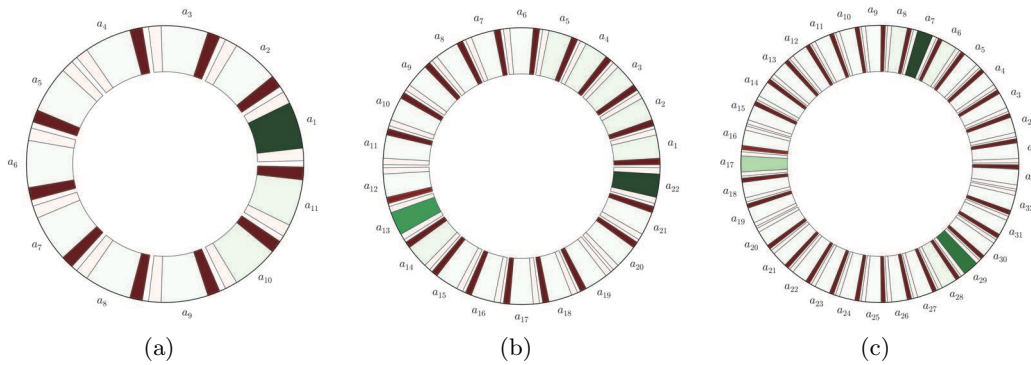 a₃
a₄
a₂
a₅
a₁
a₆
a₁₁
a₇
a₁₀
a₈
a₉
(a)
a₆
a₇
a₅
a₈
a₄
a₉
a₃
a₁₀
a₂
a₁₁
a₁
a₁₂
a₂₂
a₁₃
a₂₁
a₁₄
a₂₀
a₁₅
a₁₉
a₁₆
a₁₈
a₁₇
(b)
a₉
a₁₀
a₈
a₁₁
a₇
a₁₂
a₆
a₁₃
a₅
a₁₄
a₄
a₁₅
a₃
a₁₆
a₂
a₁₇
a
a₁₈
a
a₁₉
a₂₀
a₃₁
a₂₁
a₃₀
a₂₂
a₂₉
a₂₃
a₂₈
a₂₄
a₂₇
a₂₅
a₂₆
(c)